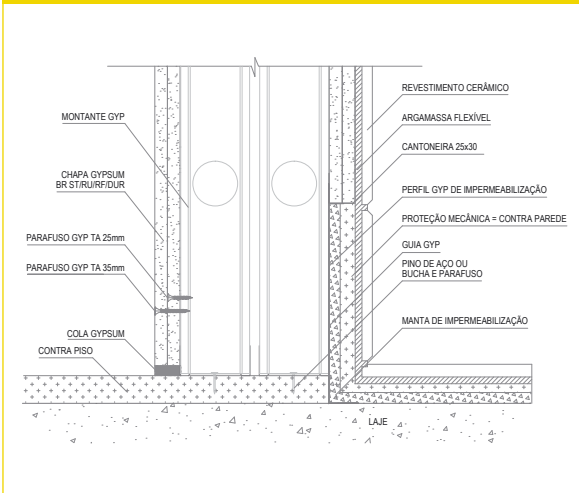 MONTANTE GYP
CHAPA GYPSUM
BR ST/RU/RF/DUR
PARAFUSO GYP TA 25mm
PARAFUSO GYP TA 35mm
COLA GYPSUM
CONTRA PISO
REVESTIMENTO CERÂMICO
ARGAMASSA FLEXÍVEL
CANTONEIRA 25x30
PERFIL GYP DE IMPERMEABILIZAÇÃO
PROTEÇÃO MECÂNICA = CONTRA PAREDE
GUIA GYP
PINO DE AÇO OU
BUCHA E PARAFUSO
MANTA DE IMPERMEABILIZAÇÃO
LAJE